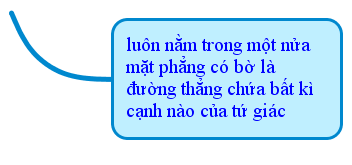 luôn nằm trong một nửa
mặt phẳng có bờ là
đường thẳng chứa bất kì
cạnh nào của tứ giác